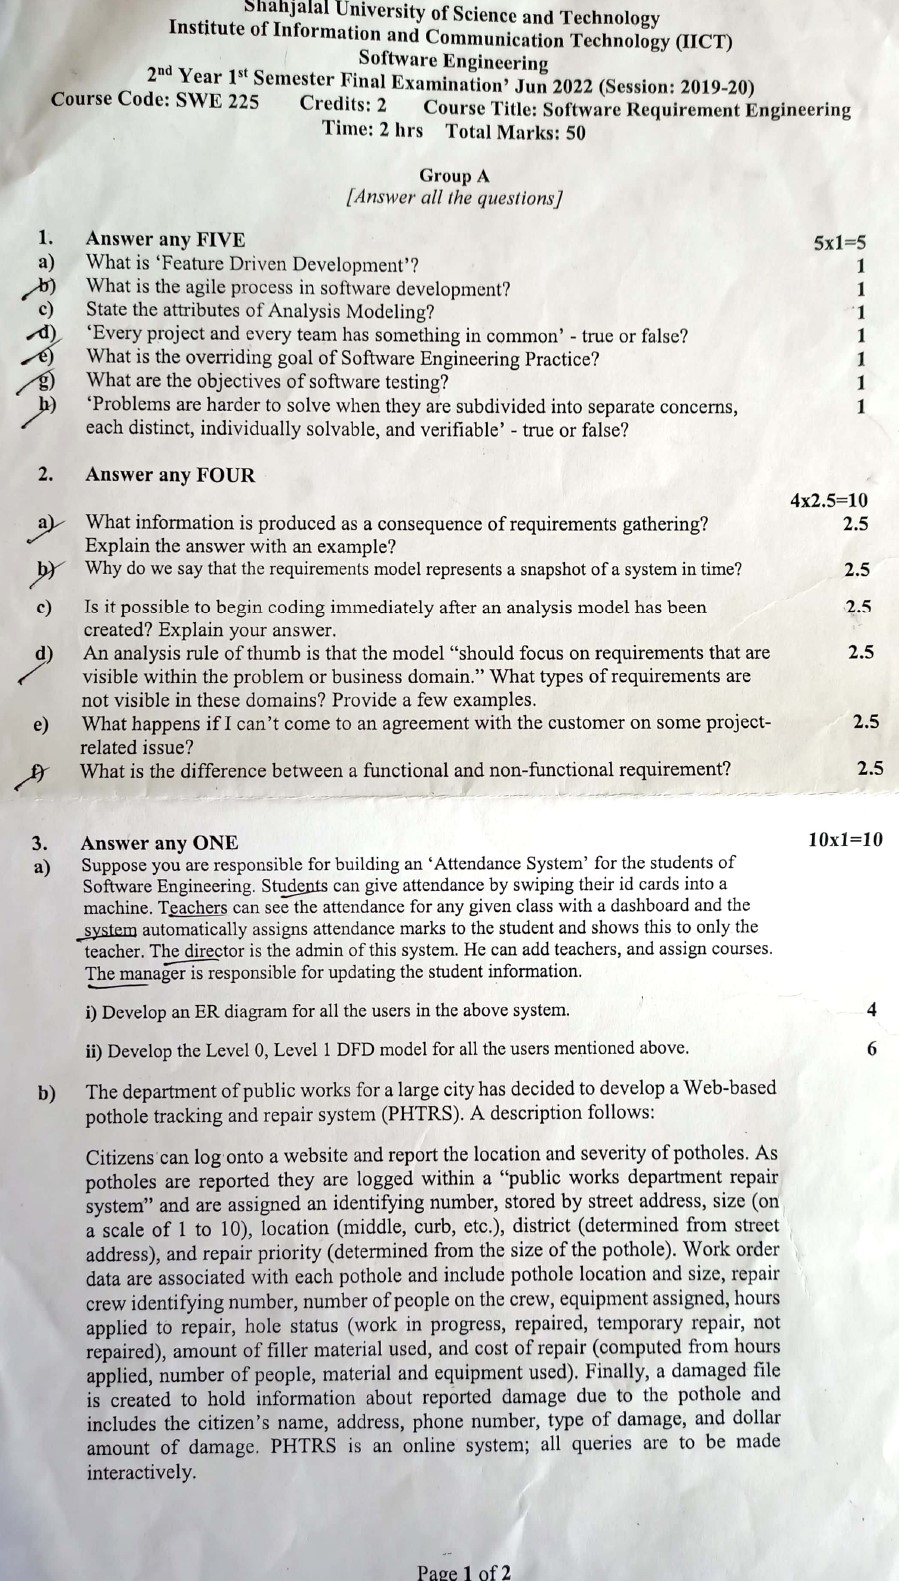 Shahjalal University of Science and Technology
Institute of Information and Communication Technology (IICT)
Software Engineering
2nd Year 1st Semester Final Examination’ Jun 2022 (Session: 2019-20)
Course Code: SWE 225 Credits: 2 Course Title: Software Requirement Engineering
Time: 2 hrs Total Marks: 50
Group A
[Answer all the questions]
1. Answer any FIVE 5x1=5
a) What is ‘Feature Driven Development’? 1
b) What is the agile process in software development? 1
c) State the attributes of Analysis Modeling? 1
d) ‘Every project and every team has something in common’ - true or false? 1
e) What is the overriding goal of Software Engineering Practice? 1
g) What are the objectives of software testing? 1
h) ‘Problems are harder to solve when they are subdivided into separate concerns, 1
each distinct, individually solvable, and verifiable’ - true or false?
2. Answer any FOUR
4x2.5=10
a) What information is produced as a consequence of requirements gathering? 2.5
Explain the answer with an example?
b) Why do we say that the requirements model represents a snapshot of a system in time? 2.5
c) Is it possible to begin coding immediately after an analysis model has been 2.5
created? Explain your answer.
d) An analysis rule of thumb is that the model “should focus on requirements that are 2.5
visible within the problem or business domain.” What types of requirements are
not visible in these domains? Provide a few examples.
e) What happens if I can’t come to an agreement with the customer on some project- 2.5
related issue?
f) What is the difference between a functional and non-functional requirement? 2.5
3. Answer any ONE 10x1=10
a) Suppose you are responsible for building an ‘Attendance System’ for the students of
Software Engineering. Students can give attendance by swiping their id cards into a
machine. Teachers can see the attendance for any given class with a dashboard and the
system automatically assigns attendance marks to the student and shows this to only the
teacher. The director is the admin of this system. He can add teachers, and assign courses.
The manager is responsible for updating the student information.
i) Develop an ER diagram for all the users in the above system. 4
ii) Develop the Level 0, Level 1 DFD model for all the users mentioned above. 6
b) The department of public works for a large city has decided to develop a Web-based
pothole tracking and repair system (PHTRS). A description follows:
Citizens can log onto a website and report the location and severity of potholes. As
potholes are reported they are logged within a “public works department repair
system” and are assigned an identifying number, stored by street address, size (on
a scale of 1 to 10), location (middle, curb, etc.), district (determined from street
address), and repair priority (determined from the size of the pothole). Work order
data are associated with each pothole and include pothole location and size, repair
crew identifying number, number of people on the crew, equipment assigned, hours
applied to repair, hole status (work in progress, repaired, temporary repair, not
repaired), amount of filler material used, and cost of repair (computed from hours
applied, number of people, material and equipment used). Finally, a damaged file
is created to hold information about reported damage due to the pothole and
includes the citizen’s name, address, phone number, type of damage, and dollar
amount of damage. PHTRS is an online system; all queries are to be made
interactively.
Page 1 of 2